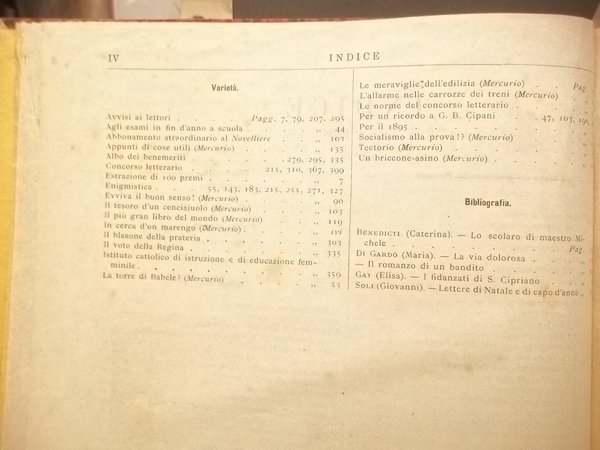 IV
INDICE
Varietà.
Avvisi ai lettori . Pagg. 7, 79, 207, 295
Agli esami in fin d'anno a scuola . . „ 44
Abbonamento straordinario al Novelliere . „ 103
Appunti di cose utili (Mercurio) . . „ 135
Albo dei benemeriti . . 279, 295, 335
Concorso letterario . . 215, 310, 367, 399
Estrazione di 100 premi . . „ 7
Enigmistica . . . 55, 143, 183, 215, 255, 271, 327
Evviva il buon senso! (Mercurio) . . „ 90
Il tesoro d'un cenciajuolo (Mercurio) . . „ 103
Il più gran libro del mondo (Mercurio) . . „ 119
In cerca d'un marengo (Mercurio) . . „ ivi
Il blasone della prateria . . „ 303
Il voto della Regina . . „ 335
Istituto cattolico di istruzione e di educazione femminile
minile . . „ 359
La torre di Babele? (Mercurio) . . „ 53
Le meraviglie dell'edilizia (Mercurio) . Pag.
L'allarme nelle carrozze dei treni (Mercurio) . „
Le norme del concorso letterario . . „
Per un ricordo a G. B. Cipani . 47, 103, 190,
Per il 1895 . . „
Socialismo alla prova!? (Mercurio) . . „
Tectorio (Mercurio) . . „
Un briccone-asino (Mercurio) . . „
Bibliografia.
BENEDICTI (Caterina). — Lo scolaro di maestro Mi-
chele . . Pag.
DI GARDO (Maria). — La via dolorosa . . „
— Il romanzo di un bandito . . „
GAY (Elisa). — I fidanzati di S. Cipriano . „
SOLI (Giovanni). — Lettere di Natale e di capo d'anno „